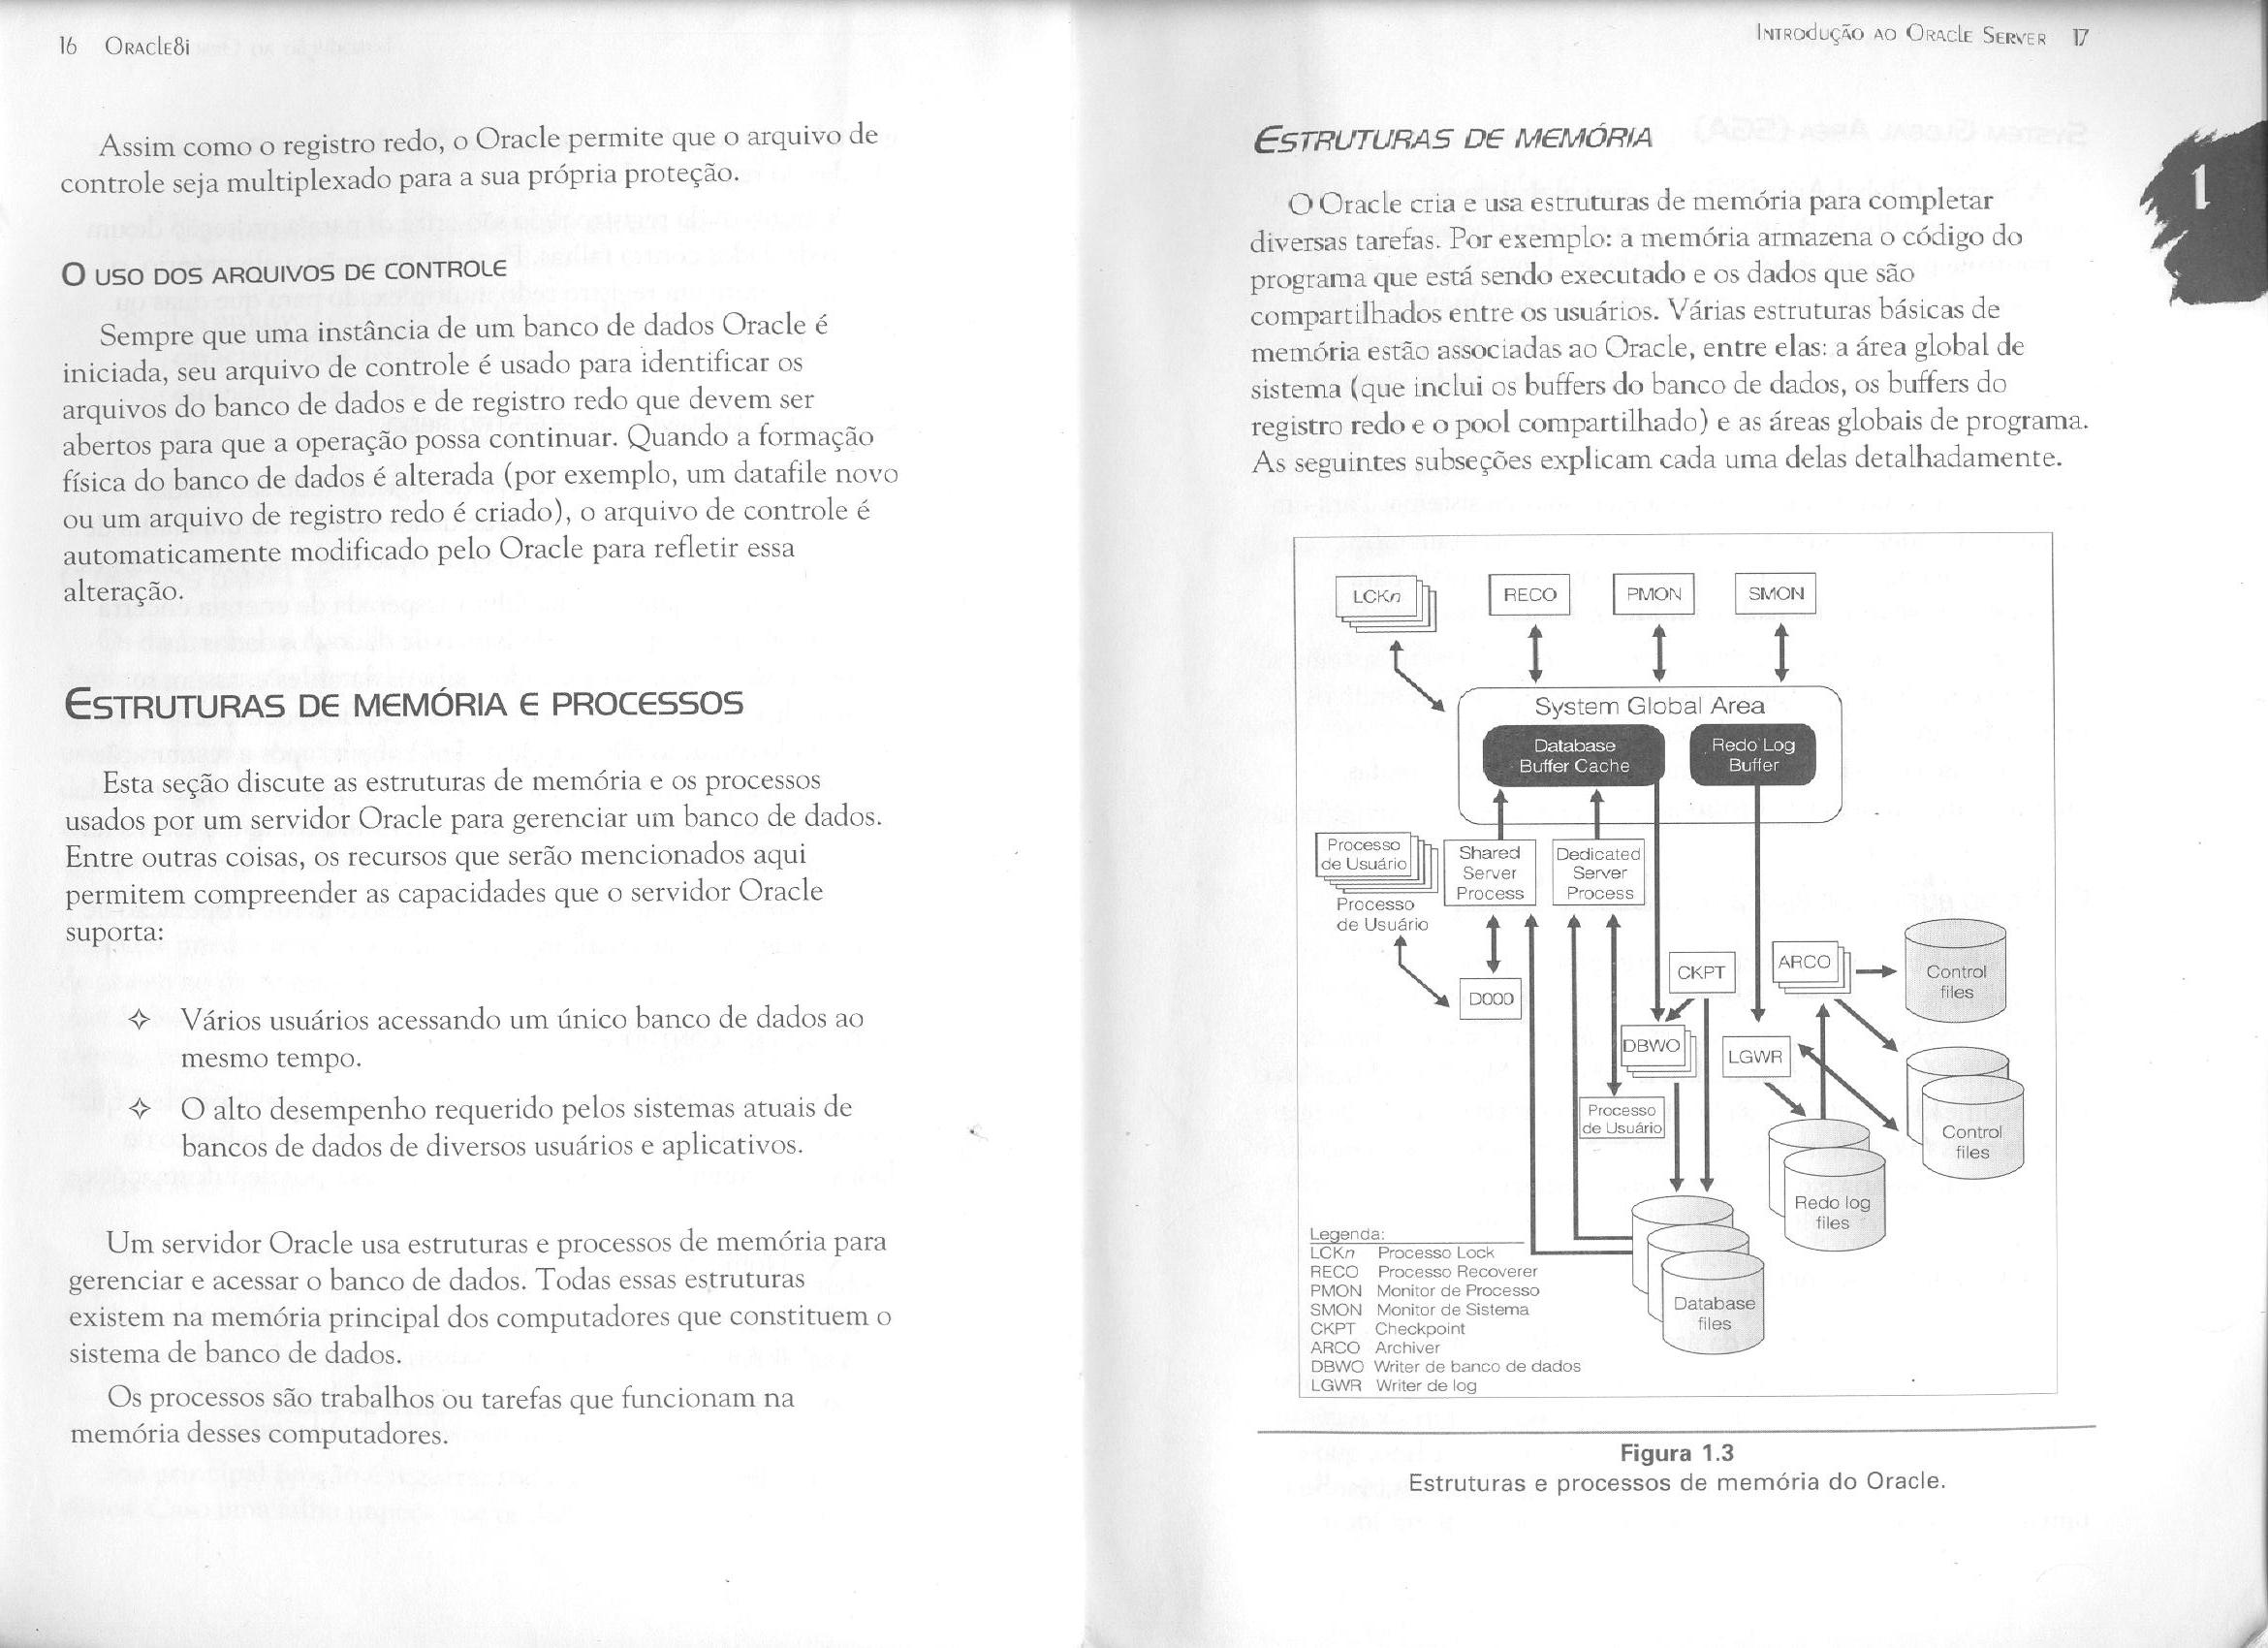 16 Oracle8i
Assim como o registro redo, o Oracle permite que o arquivo de
controle seja multiplexado para a sua própria proteção.
O uso dos arquivos de controle
Sempre que uma instância de um banco de dados Oracle é
iniciada, seu arquivo de controle é usado para identificar os
arquivos do banco de dados e de registro redo que devem ser
abertos para que a operação possa continuar. Quando a formação
física do banco de dados é alterada (por exemplo, um datafile novo
ou um arquivo de registro redo é criado), o arquivo de controle é
automaticamente modificado pelo Oracle para refletir essa
alteração.
Estruturas de memória e processos
Esta seção discute as estruturas de memória e os processos
usados por um servidor Oracle para gerenciar um banco de dados.
Entre outras coisas, os recursos que serão mencionados aqui
permitem compreender as capacidades que o servidor Oracle
suporta:
✧ Vários usuários acessando um único banco de dados ao
mesmo tempo.
✧ O alto desempenho requerido pelos sistemas atuais de
bancos de dados de diversos usuários e aplicativos.
Um servidor Oracle usa estruturas e processos de memória para
gerenciar e acessar o banco de dados. Todas essas estruturas
existem na memória principal dos computadores que constituem o
sistema de banco de dados.
Os processos são trabalhos ou tarefas que funcionam na
memória desses computadores.
Introdução ao Oracle Server 17
1
Estruturas de memória
O Oracle cria e usa estruturas de memória para completar
diversas tarefas. Por exemplo: a memória armazena o código do
programa que está sendo executado e os dados que são
compartilhados entre os usuários. Várias estruturas básicas de
memória estão associadas ao Oracle, entre elas: a área global de
sistema (que inclui os buffers do banco de dados, os buffers do
registro redo e o pool compartilhado) e as áreas globais de programa.
As seguintes subseções explicam cada uma delas detalhadamente.
LCKn RECO PMON SMON
System Global Area
Database
Buffer Cache
Redo Log
Buffer
Processo
de Usuário
Processo
de Usuário
Shared
Server
Process
Dedicated
Server
Process
D000
CKPT
ARCO
Control
files
DBWO
LGWR
Processo
de Usuário
Control
files
Redo log
files
Database
files
Legenda:
LCKn Processo Lock
RECO Processo Recoverer
PMON Monitor de Processo
SMON Monitor de Sistema
CKPT Checkpoint
ARCO Archiver
DBWO Writer de banco de dados
LGWR Writer de log
Figura 1.3
Estruturas e processos de memória do Oracle.